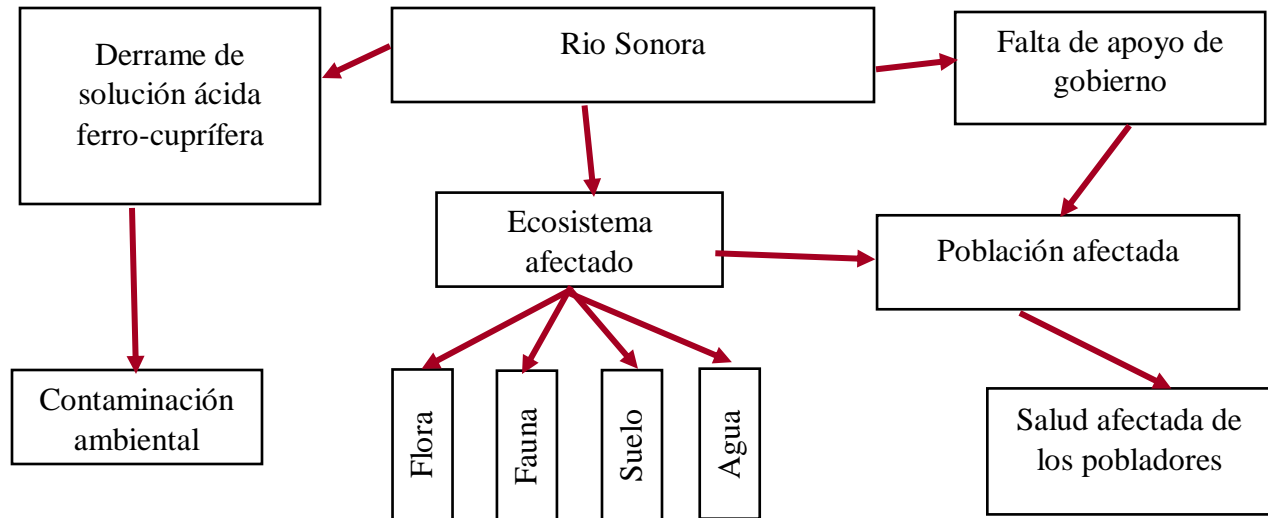 Derrame de
solución ácida
ferro-cuprífera
Rio Sonora
Falta de apoyo de
gobierno
Ecosistema
afectado
Población afectada
Contaminación
ambiental
Flora
Fauna
Suelo
Agua
Salud afectada de
los pobladores